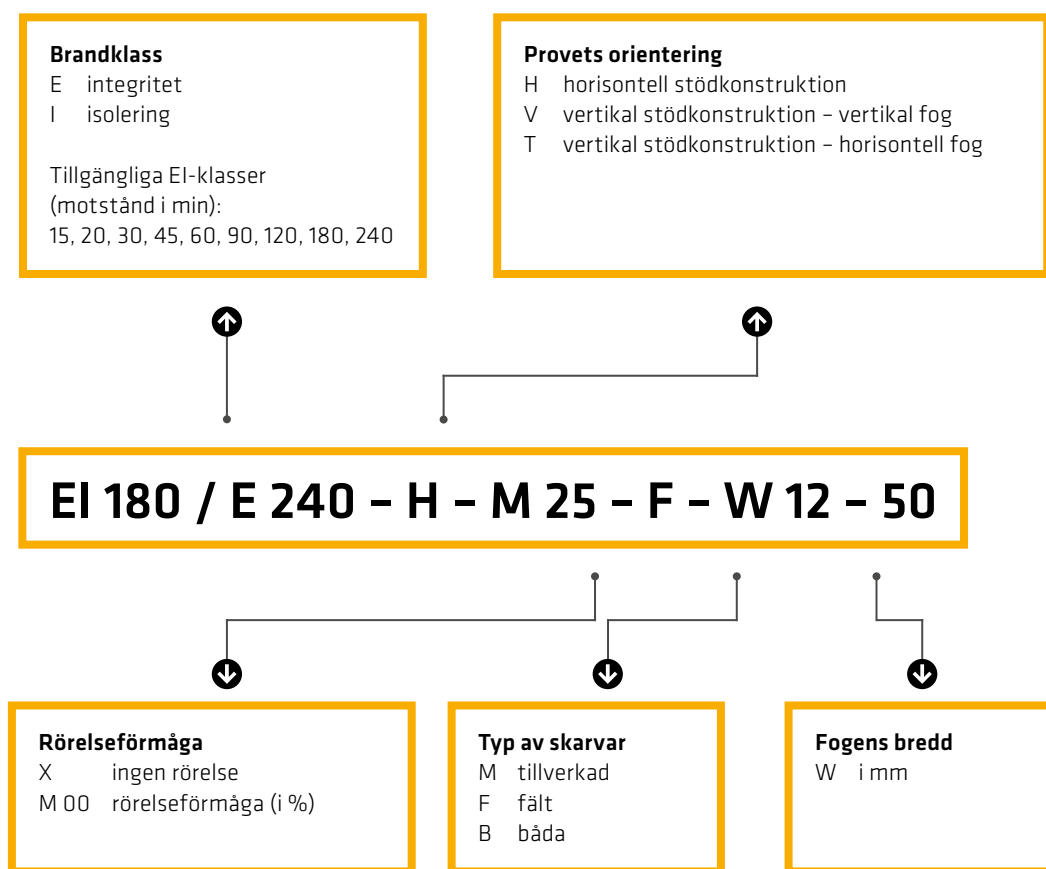 Brandklass
E integritet
I isolering
Tillgängliga EI-klasser
(motstånd i min):
15, 20, 30, 45, 60, 90, 120, 180, 240
Provets orientering
H horisontell stödkonstruktion
V vertikal stödkonstruktion – vertikal fog
T vertikal stödkonstruktion – horisontell fog
EI 180 / E 240 – H – M 25 – F – W 12 – 50
Rörelseförmåga
X ingen rörelse
M 00 rörelseförmåga (i %)
Typ av skarvar
M tillverkad
F fält
B båda
Fogens bredd
W i mm